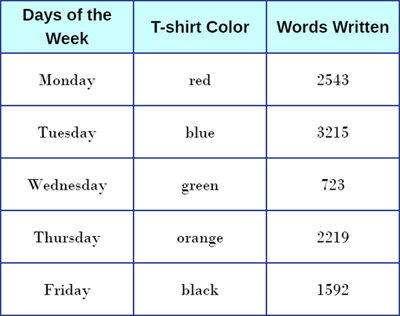 Days of the
Week
T-shirt Color
Words Written
Monday red 2543
Tuesday blue 3215
Wednesday green 723
Thursday orange 2219
Friday black 1592